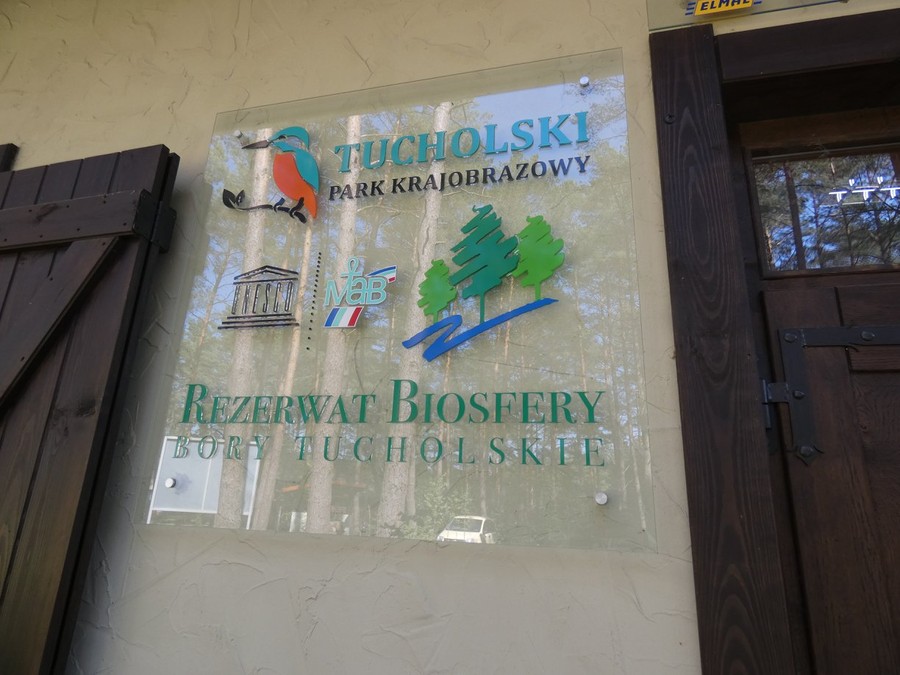 ELMAL
TUCHOLSKI
PARK KRAJOBRAZOWY
UNESCO
MaB
REZERWAT BIOSFERY
BORY TUCHOLSKIE